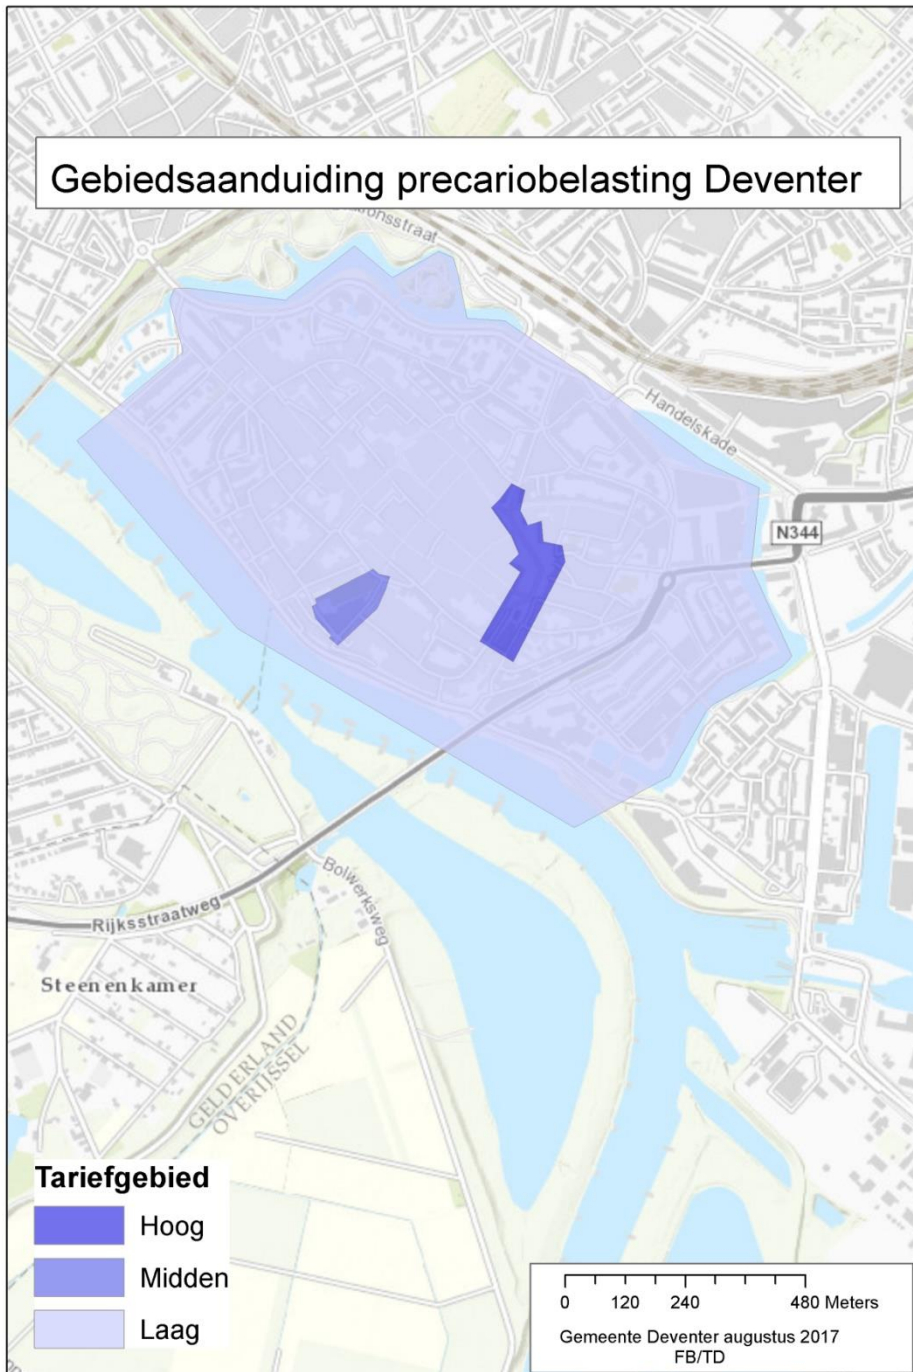 Gebiedsaanduiding precariobelasting Deventer
Handelskade
N344
Bolwerksweg
Rijksstraatweg
Steenenkamer
GELDERLAND
OVERIJSSEL
Tariefgebied
Hoog
Midden
Laag
0 120 240 480 Meters
Gemeente Deventer augustus 2017
FB/TD